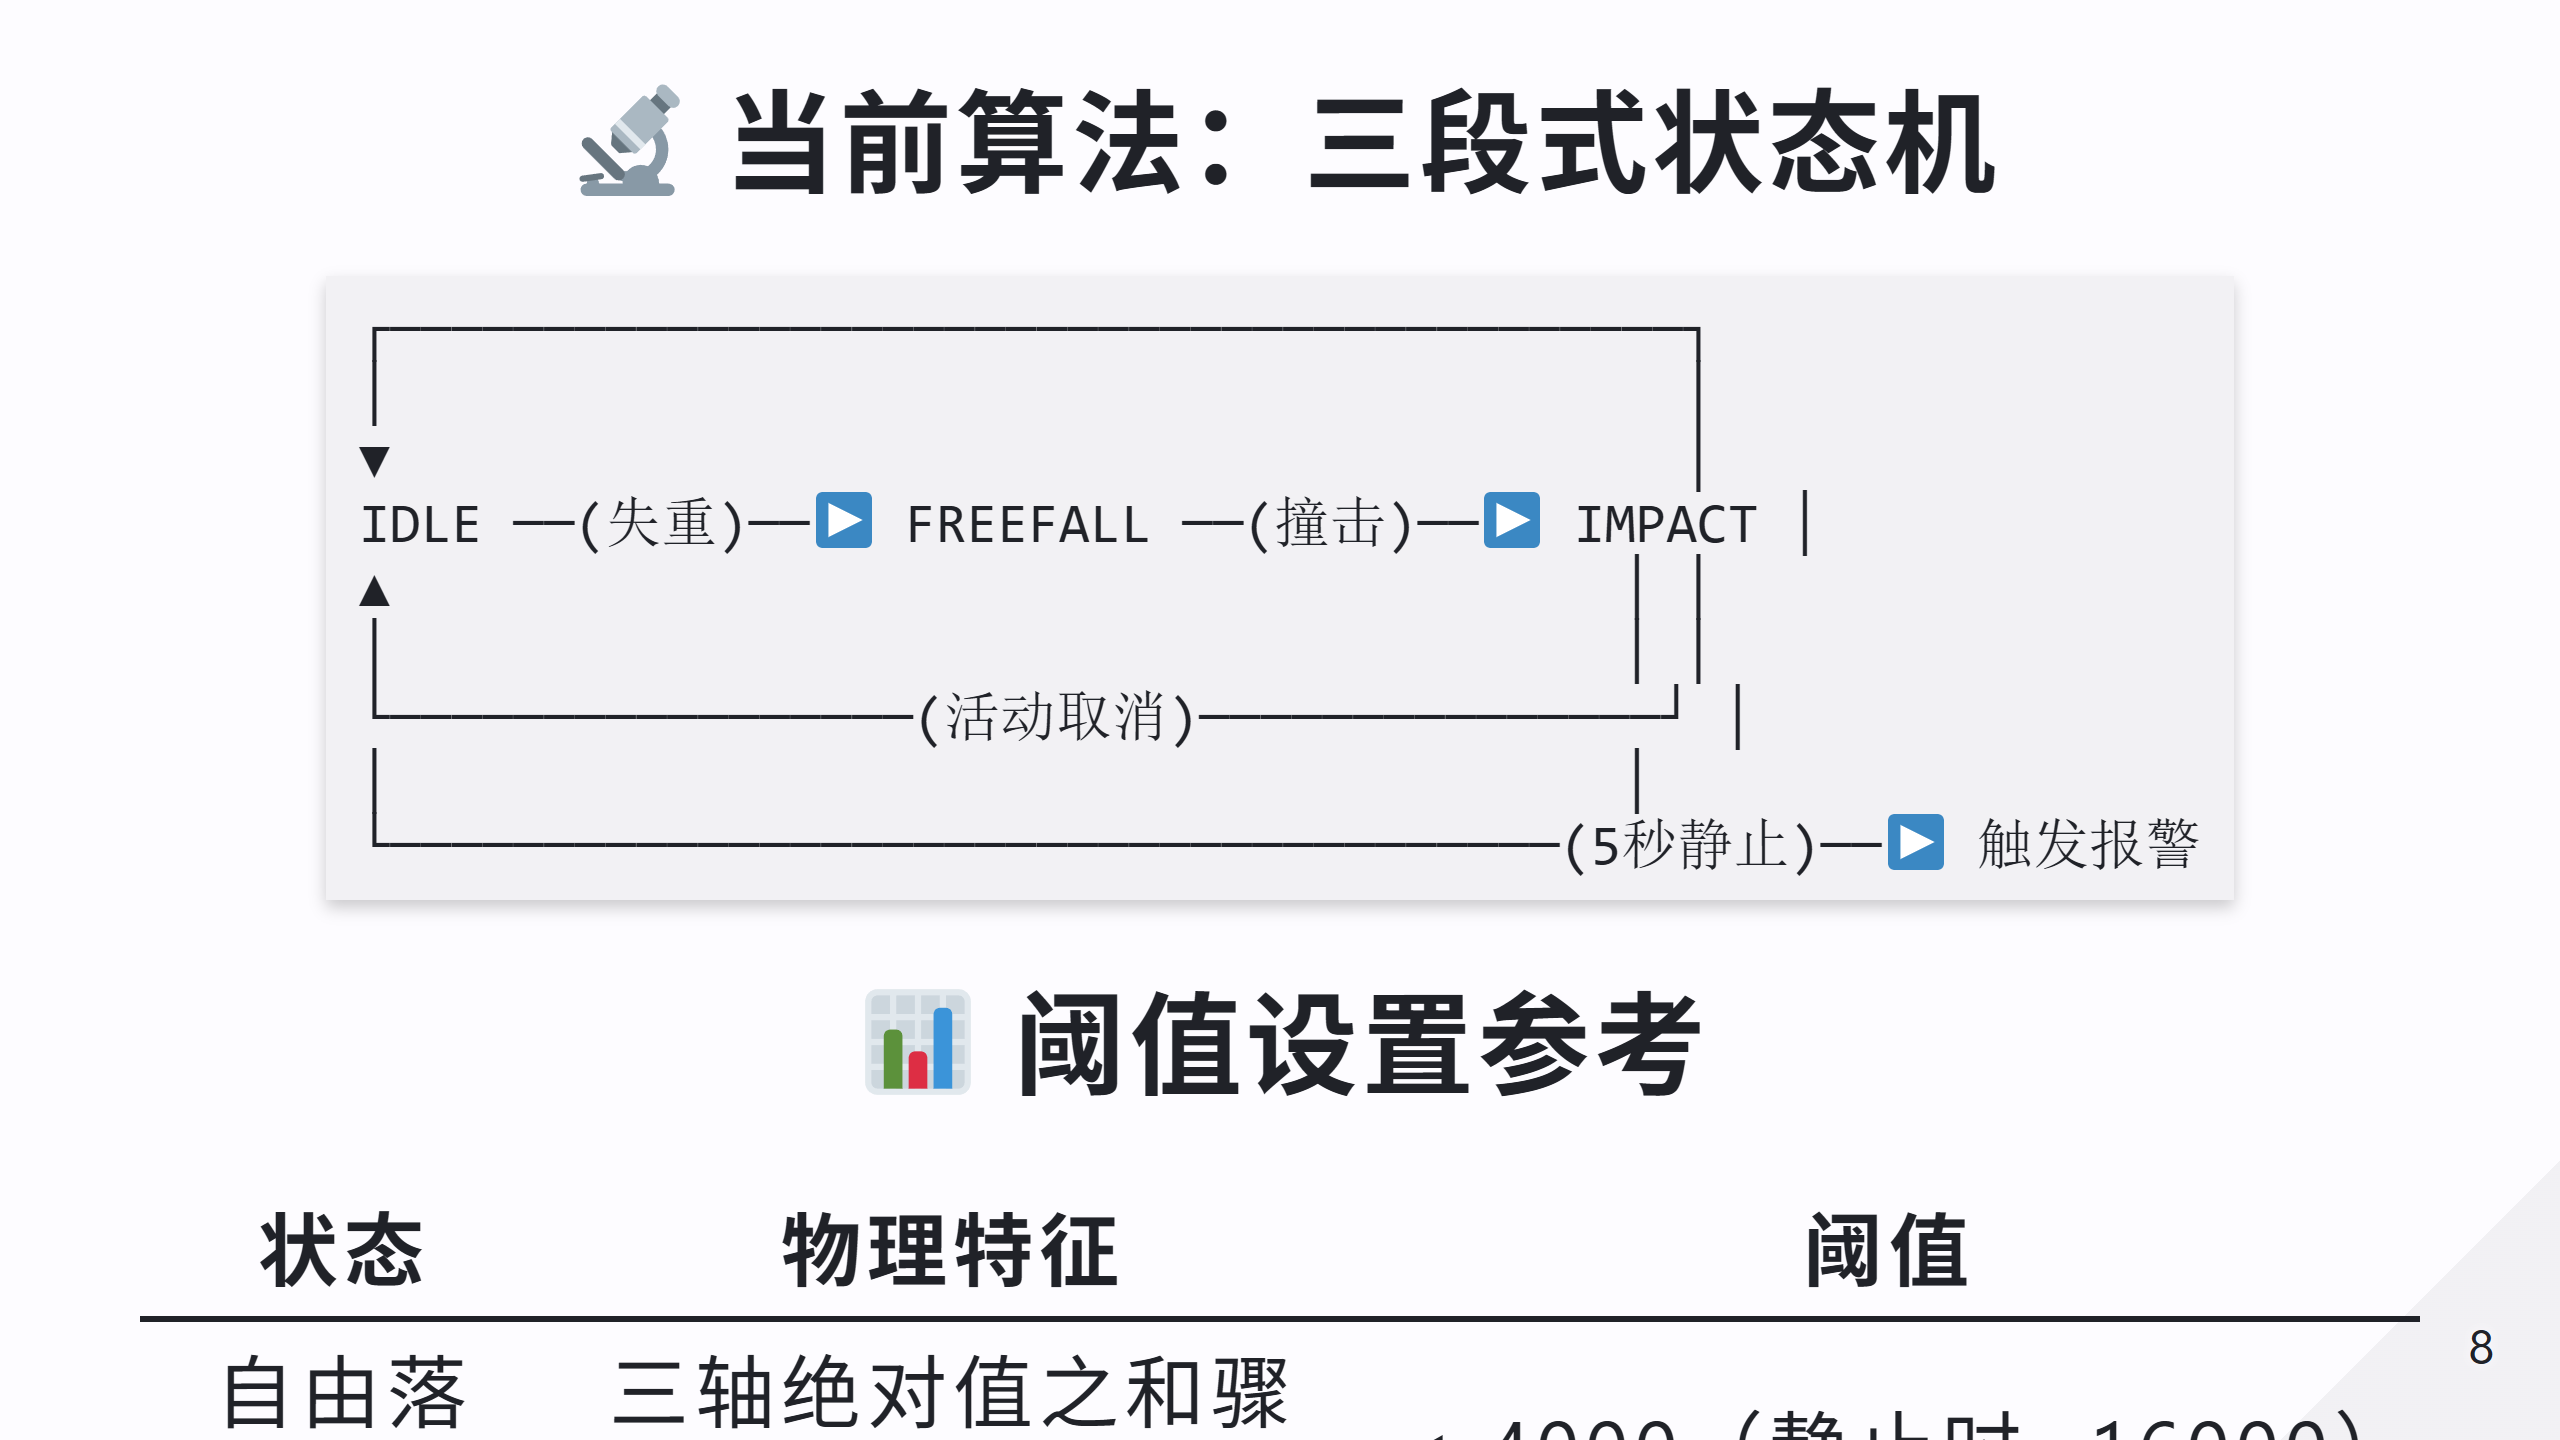 当前算法：三段式状态机
IDLE ──(失重)──▶ FREEFALL ──(撞击)──▶ IMPACT │
(活动取消)
(5秒静止)──▶ 触发报警
阈值设置参考
状态 物理特征 阈值
自由落 三轴绝对值之和骤
8